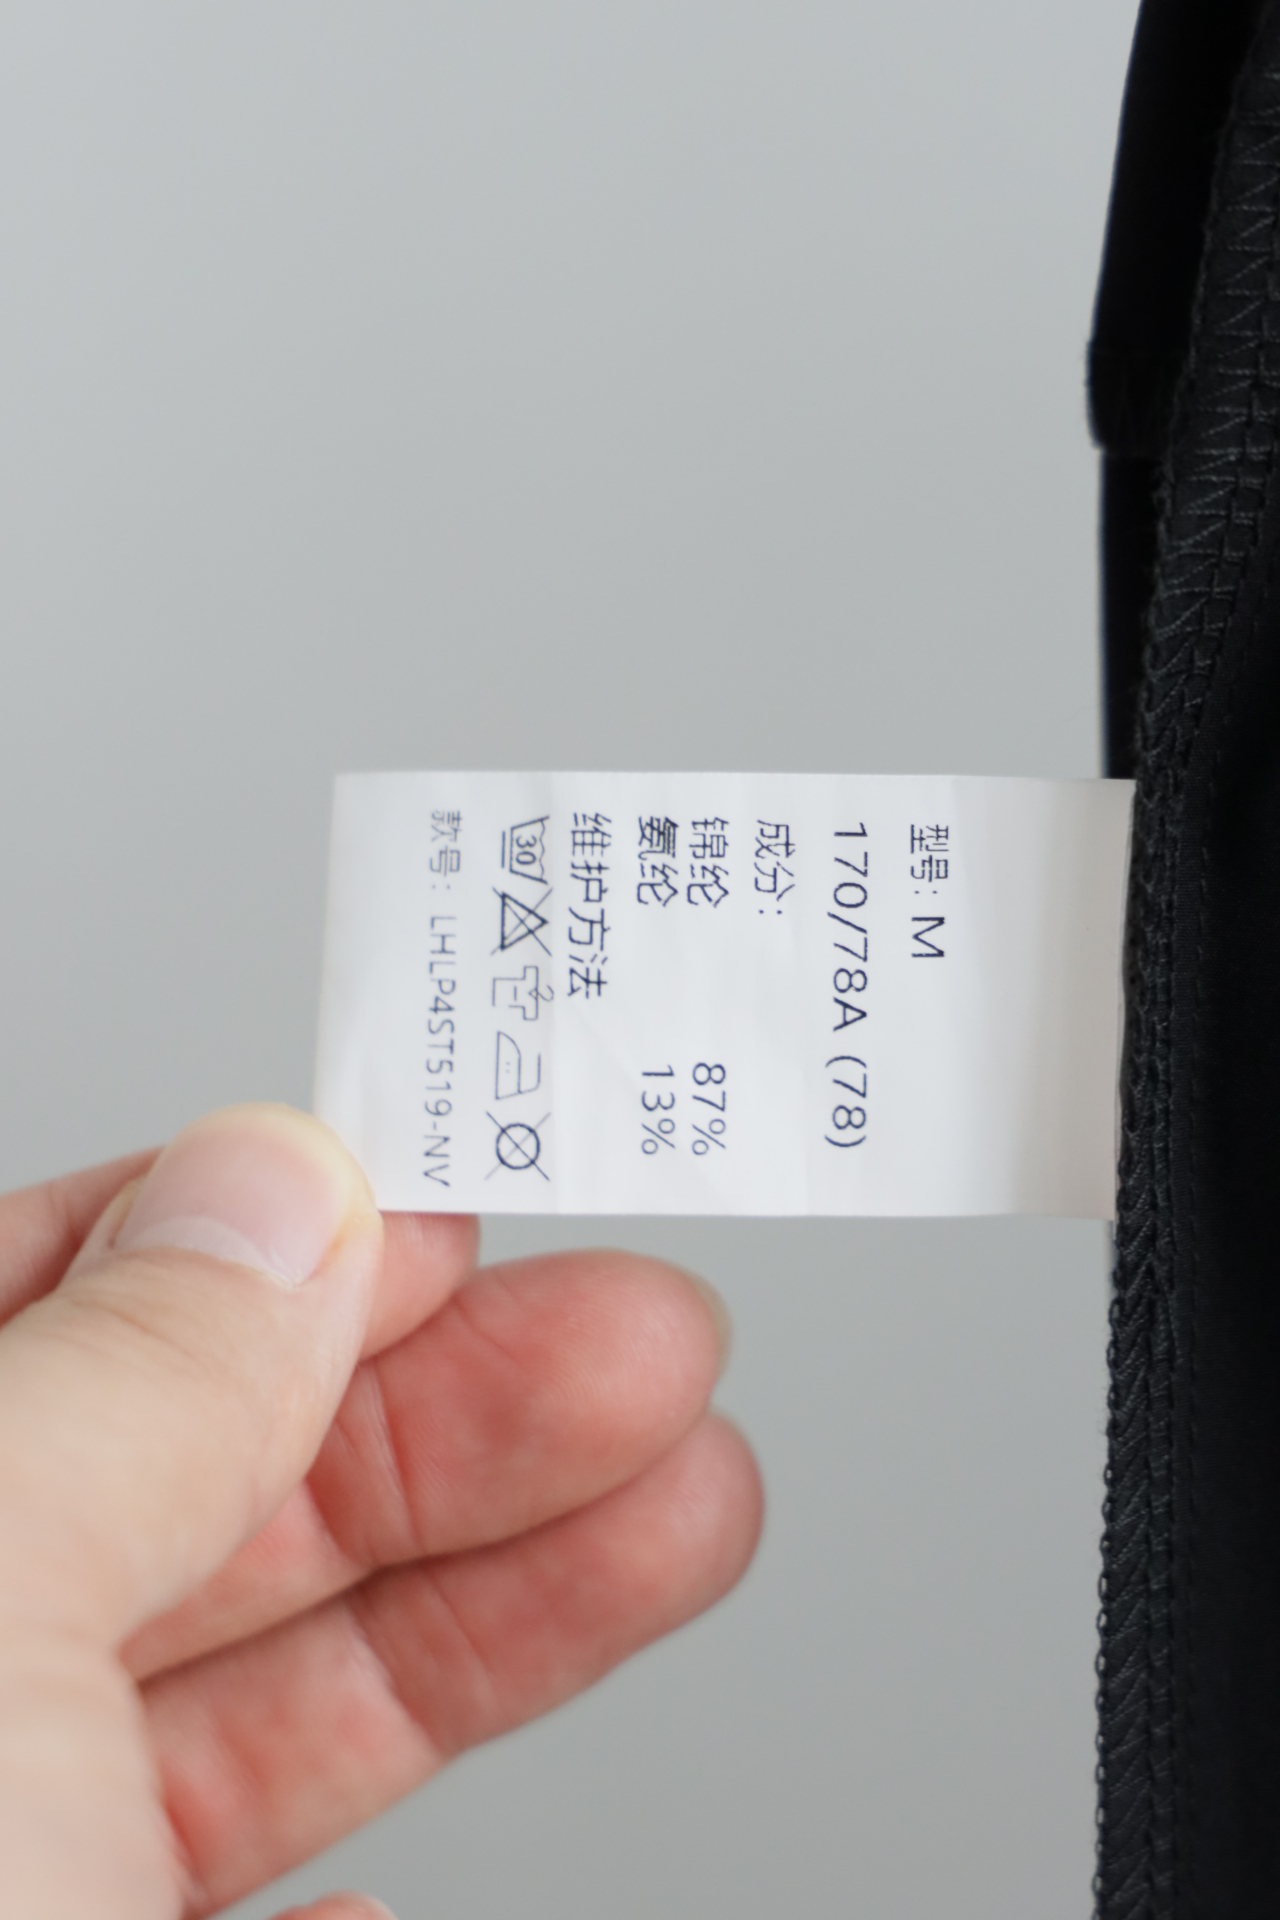 型号: M
170/78A (78)
成分:
锦纶 87%
氨纶 13%
维护方法
30
款号: LHLP4ST519-NV